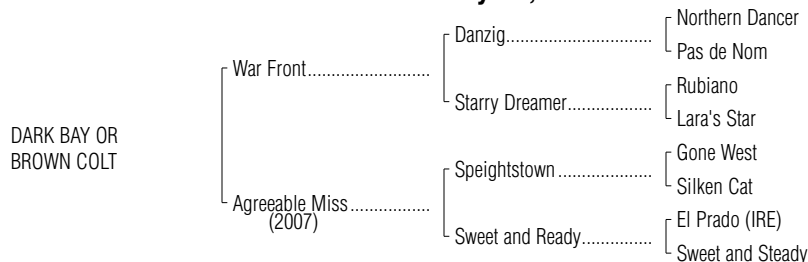 Northern Dancer
Danzig
Pas de Nom
War Front
Rubiano
Starry Dreamer
Lara's Star
DARK BAY OR
BROWN COLT
Gone West
Speightstown
Silken Cat
Agreeable Miss
(2007)
El Prado (IRE)
Sweet and Ready
Sweet and Steady